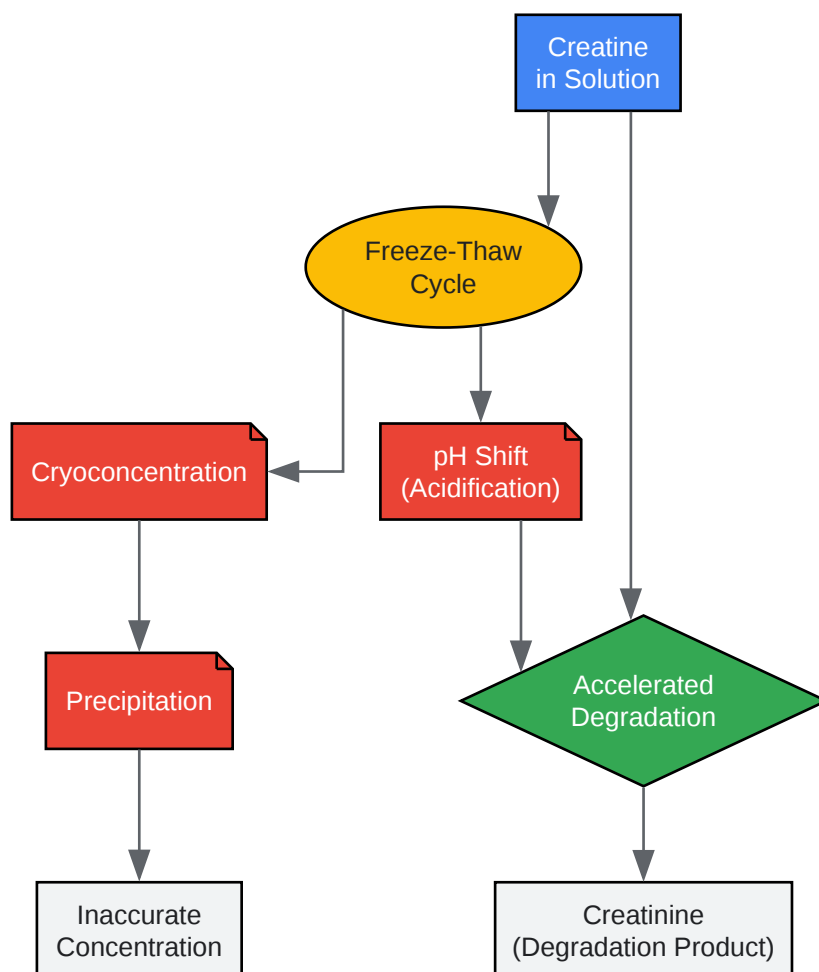 Creatine
in Solution
Freeze-Thaw
Cycle
Cryoconcentration
pH Shift
(Acidification)
Precipitation
Accelerated
Degradation
Inaccurate
Concentration
Creatinine
(Degradation Product)